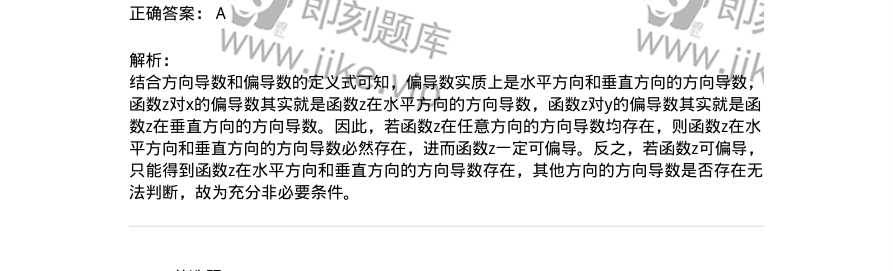 正确答案： A
即刻题库
www.jike.vip
解析：
结合方向导数和偏导数的定义式可知，偏导数实质上是水平方向和垂直方向的方向导数，
函数z对x的偏导数其实就是函数z在水平方向的方向导数，函数z对y的偏导数其实就是函
数z在垂直方向的方向导数。因此，若函数z在任意方向的方向导数均存在，则函数z在水
平方向和垂直方向的方向导数必然存在，进而函数z一定可偏导。反之，若函数z可偏导，
只能得到函数z在水平方向和垂直方向的方向导数存在，其他方向的方向导数是否存在无
法判断，故为充分非必要条件。